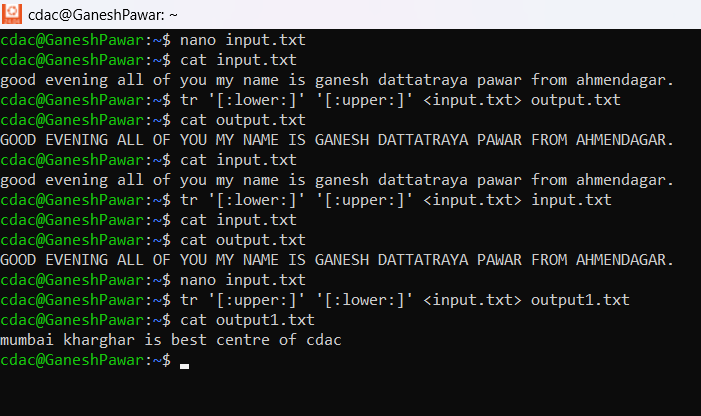 cdac@GaneshPawar: ~
cdac@GaneshPawar:~$ nano input.txt
cdac@GaneshPawar:~$ cat input.txt
good evening all of you my name is ganesh dattatraya pawar from ahmendagar.
cdac@GaneshPawar:~$ tr '[:lower:]' '[:upper:]' <input.txt> output.txt
cdac@GaneshPawar:~$ cat output.txt
GOOD EVENING ALL OF YOU MY NAME IS GANESH DATTATRAYA PAWAR FROM AHMENDAGAR.
cdac@GaneshPawar:~$ cat input.txt
good evening all of you my name is ganesh dattatraya pawar from ahmendagar.
cdac@GaneshPawar:~$ tr '[:lower:]' '[:upper:]' <input.txt> input.txt
cdac@GaneshPawar:~$ cat input.txt
cdac@GaneshPawar:~$ cat output.txt
GOOD EVENING ALL OF YOU MY NAME IS GANESH DATTATRAYA PAWAR FROM AHMENDAGAR.
cdac@GaneshPawar:~$ nano input.txt
cdac@GaneshPawar:~$ tr '[:upper:]' '[:lower:]' <input.txt> output1.txt
cdac@GaneshPawar:~$ cat output1.txt
mumbai kharghar is best centre of cdac
cdac@GaneshPawar:~$